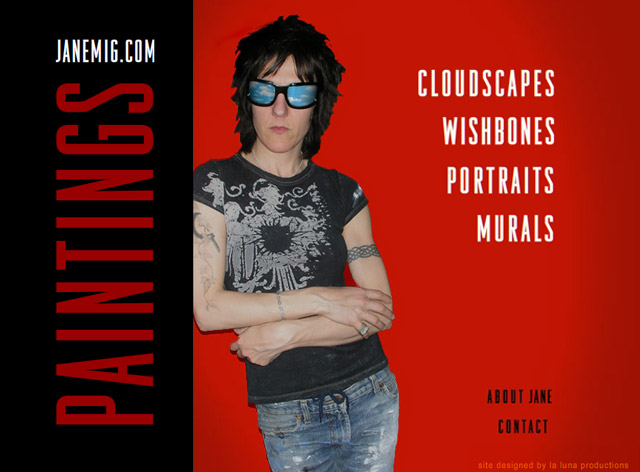 JANEMIG.COM
PAINTINGS
CLOUDSCAPES
WISHBONES
PORTRAITS
MURALS
ABOUT JANE
CONTACT
site designed by la luna productions